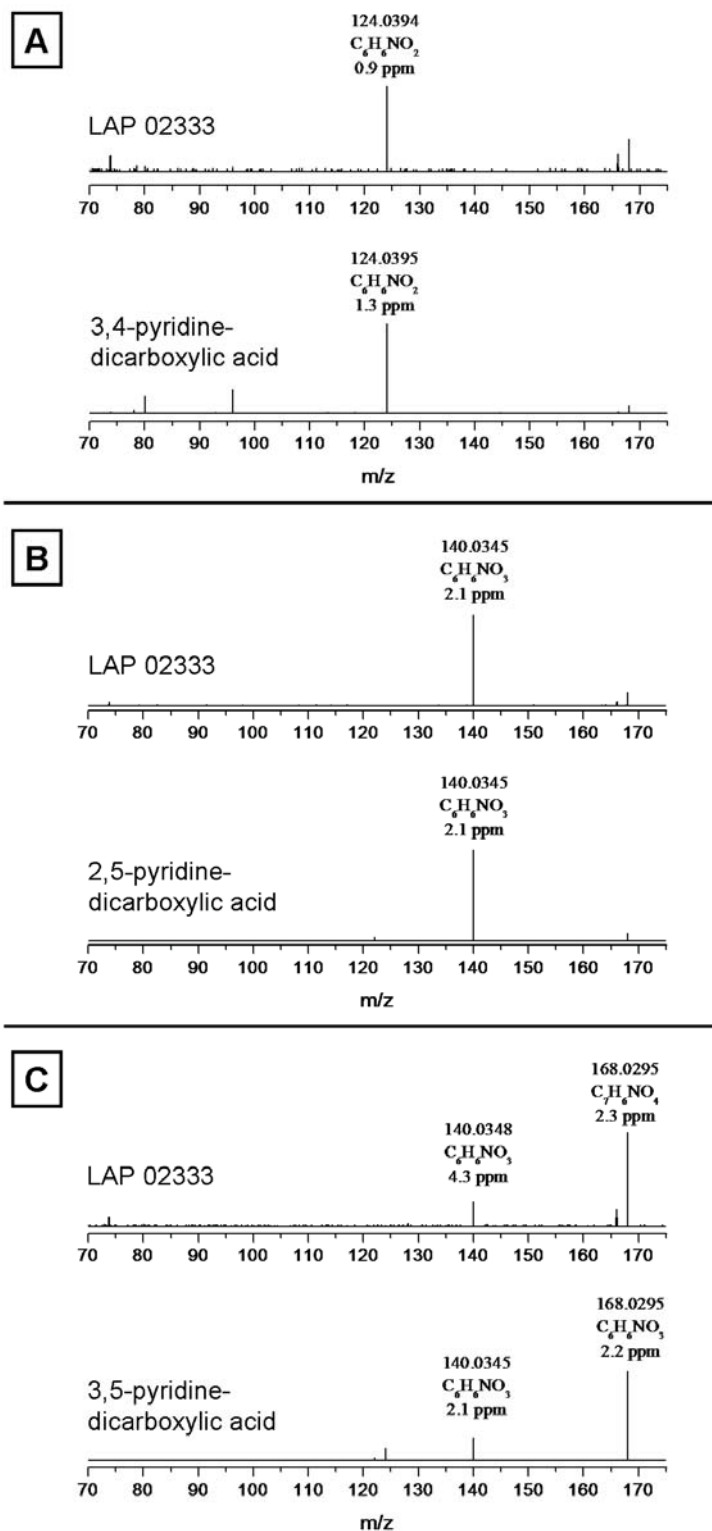 A
124.0394
C₆H₆NO₂
0.9 ppm
LAP 02333
70 80 90 100 110 120 130 140 150 160 170
124.0395
C₆H₆NO₂
1.3 ppm
3,4-pyridine-
dicarboxylic acid
70 80 90 100 110 120 130 140 150 160 170
m/z
B
140.0345
C₆H₆NO₃
2.1 ppm
LAP 02333
70 80 90 100 110 120 130 140 150 160 170
140.0345
C₆H₆NO₃
2.1 ppm
2,5-pyridine-
dicarboxylic acid
70 80 90 100 110 120 130 140 150 160 170
m/z
C
168.0295
C₇H₆NO₄
2.3 ppm
140.0348
C₆H₆NO₃
4.3 ppm
LAP 02333
70 80 90 100 110 120 130 140 150 160 170
168.0295
C₆H₆NO₃
2.2 ppm
140.0345
C₆H₆NO₃
2.1 ppm
3,5-pyridine-
dicarboxylic acid
70 80 90 100 110 120 130 140 150 160 170
m/z